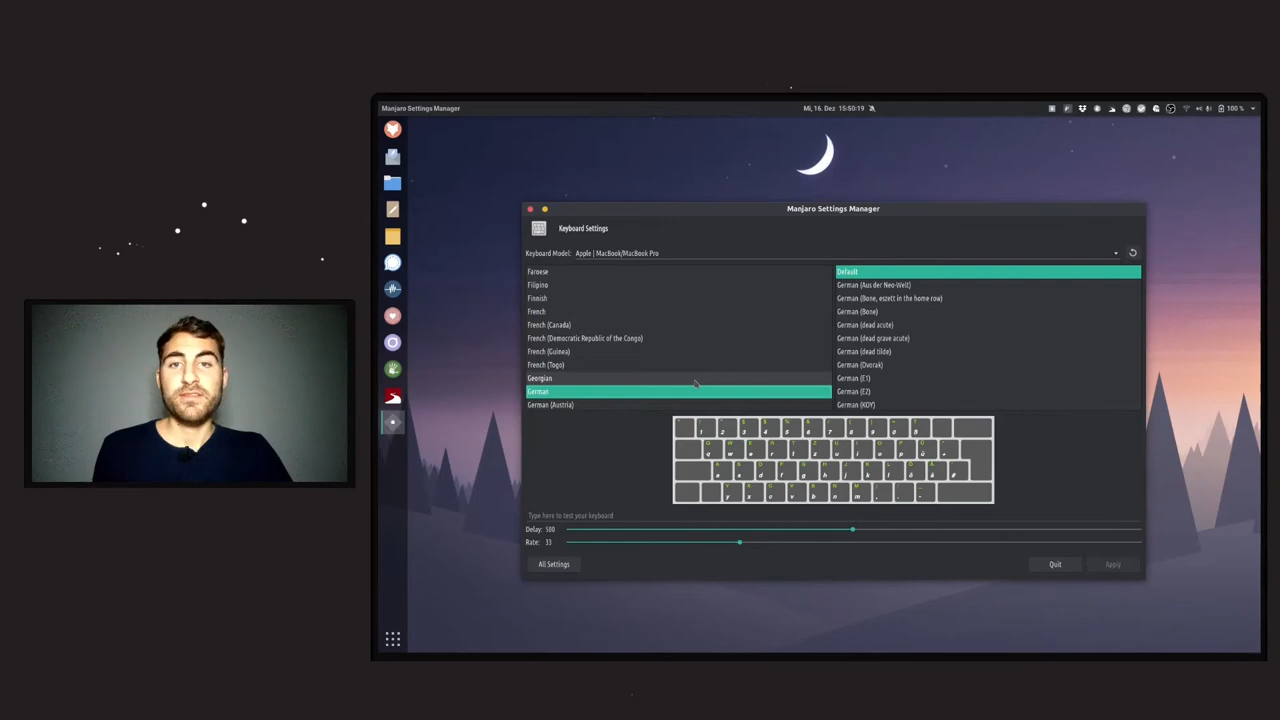 Manjaro Settings Manager
Mi, 16. Dez 15:50:19
100 %
Manjaro Settings Manager
Keyboard Settings
Keyboard Model: Apple | MacBook/MacBook Pro
Faroese
Filipino
Finnish
French
French (Canada)
French (Democratic Republic of the Congo)
French (Guinea)
French (Togo)
Georgian
German
German (Austria)
Default
German (Aus der Neo-Welt)
German (Bone, eszett in the home row)
German (Bone)
German (dead acute)
German (dead grave acute)
German (dead tilde)
German (Dvorak)
German (E1)
German (E2)
German (KOY)
Type here to test your keyboard
Delay: 500
Rate: 33
All Settings
Quit
Apply